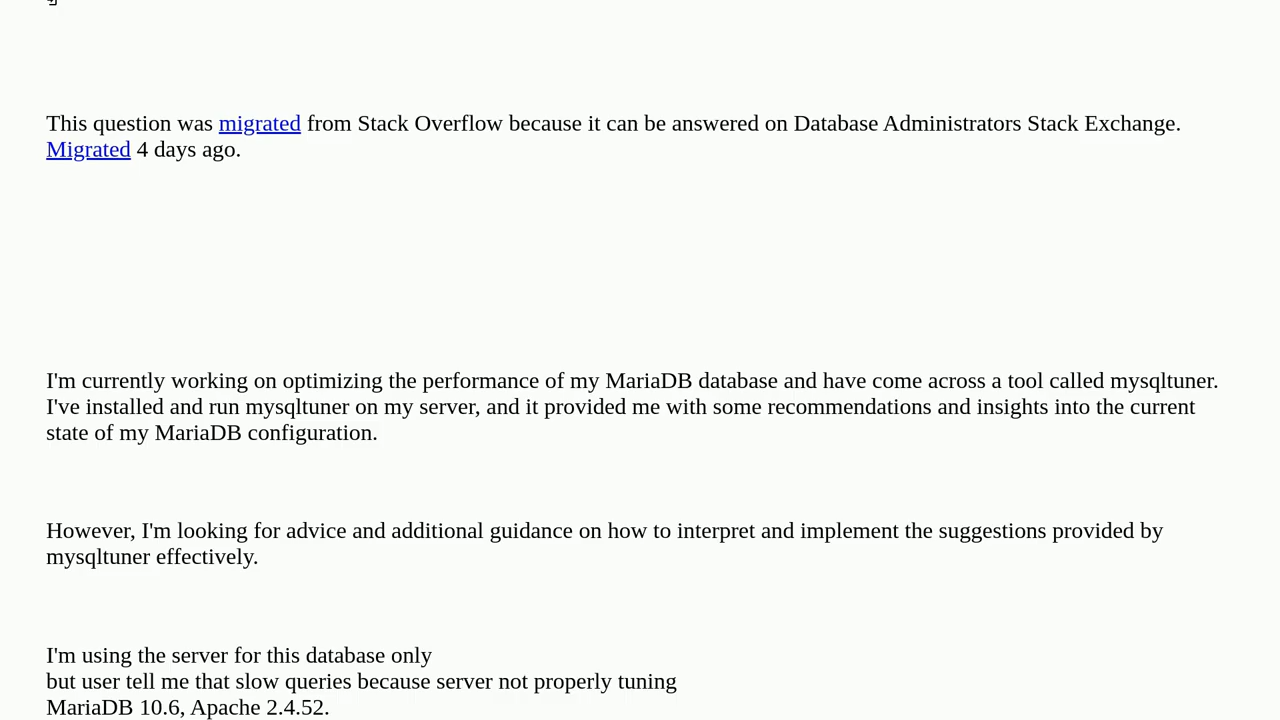 This question was migrated from Stack Overflow because it can be answered on Database Administrators Stack Exchange.
Migrated 4 days ago.
I'm currently working on optimizing the performance of my MariaDB database and have come across a tool called mysqltuner.
I've installed and run mysqltuner on my server, and it provided me with some recommendations and insights into the current
state of my MariaDB configuration.
However, I'm looking for advice and additional guidance on how to interpret and implement the suggestions provided by
mysqltuner effectively.
I'm using the server for this database only
but user tell me that slow queries because server not properly tuning
MariaDB 10.6, Apache 2.4.52.